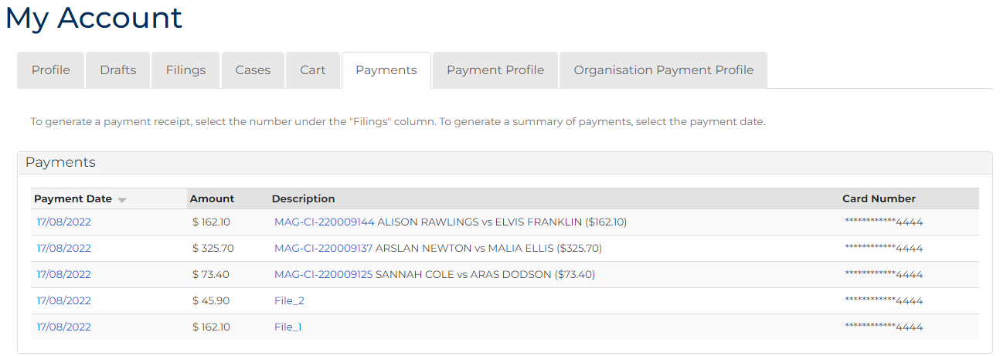 My Account
Profile Drafts Filings Cases Cart Payments Payment Profile Organisation Payment Profile
To generate a payment receipt, select the number under the "Filings" column. To generate a summary of payments, select the payment date.
Payments
Payment Date Amount Description Card Number
17/08/2022 $ 162.10 MAG-CI-220009144 ALISON RAWLINGS vs ELVIS FRANKLIN ($162.10) ************4444
17/08/2022 $ 325.70 MAG-CI-220009137 ARSLAN NEWTON vs MALIA ELLIS ($325.70) ************4444
17/08/2022 $ 73.40 MAG-CI-220009125 SANNAH COLE vs ARAS DODSON ($73.40) ************4444
17/08/2022 $ 45.90 File_2 ************4444
17/08/2022 $ 162.10 File_1 ************4444